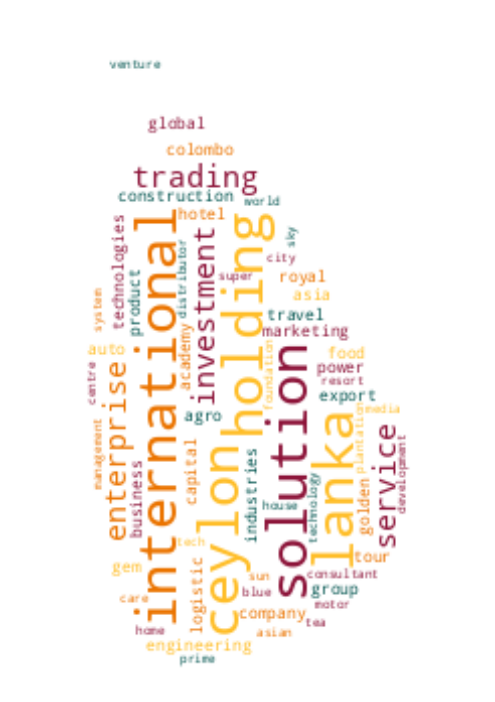 venture
global
colombo
trading
construction
world
hotel
international
holding
technologies
investment
sky
distributor
city
product
super
royal
system
asia
travel
marketing
academy
auto
solution
food
foundation
centre
enterprise
power
resort
export
agro
media
lanka
plantation
management
service
capital
ceylon
development
business
industries
golden
technology
house
tech
tour
gem
logistic
sun
consultant
blue
group
care
motor
company
tea
home
asian
engineering
prime